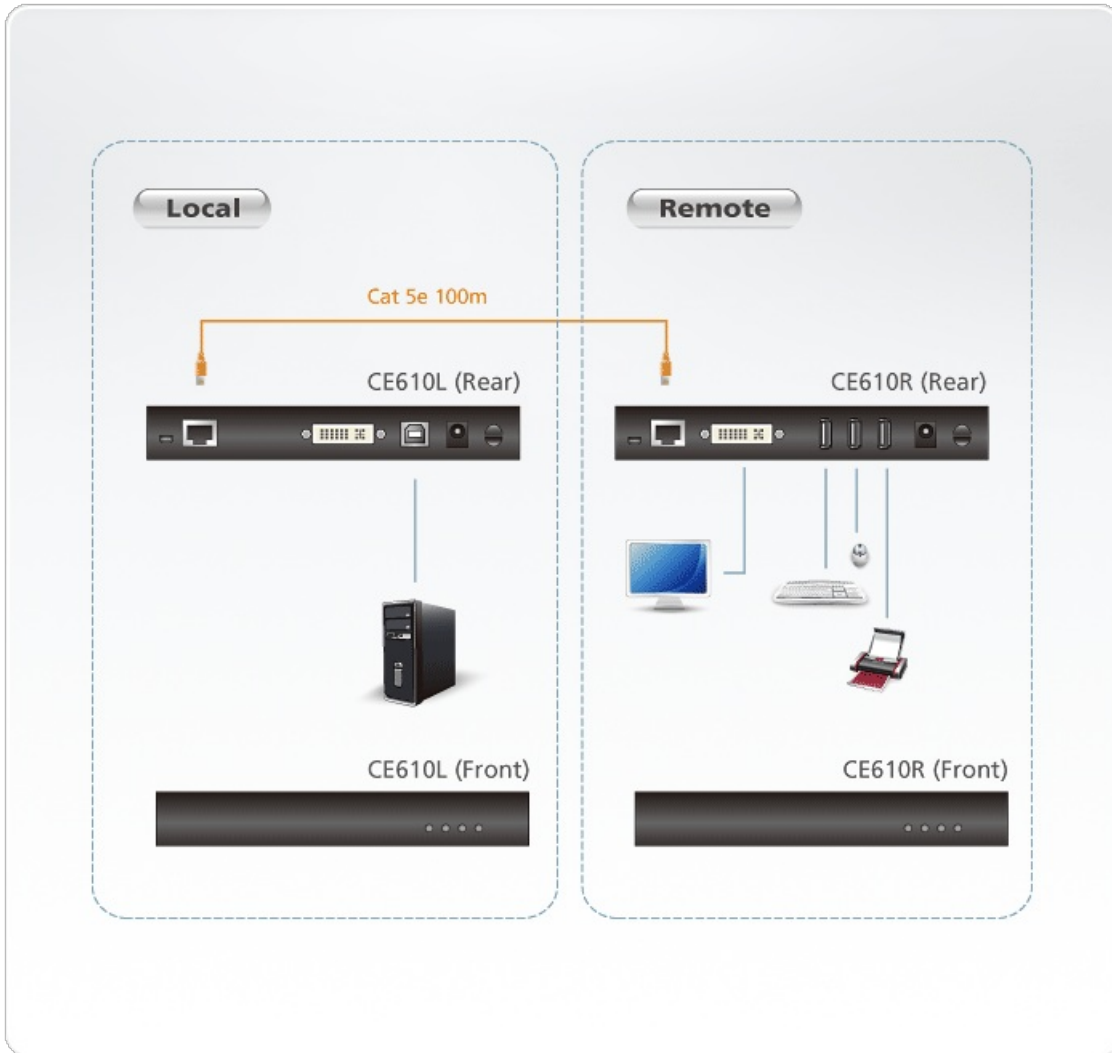 Local
Remote
Cat 5e 100m
CE610L (Rear)
CE610R (Rear)
CE610L (Front)
CE610R (Front)